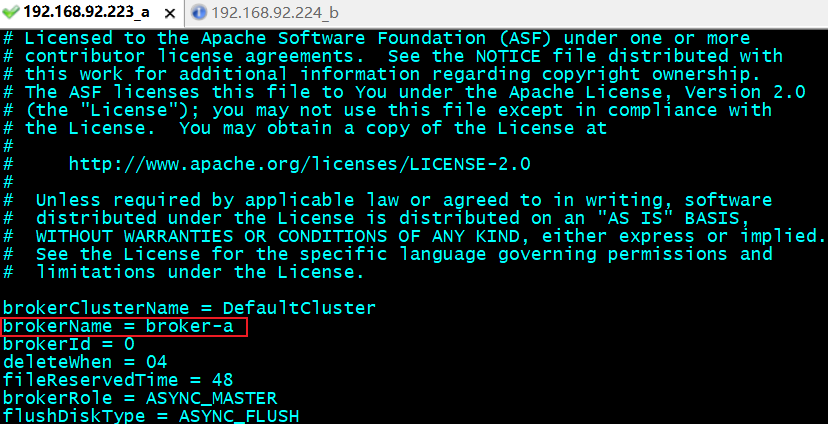 192.168.92.223_a
192.168.92.224_b
# Licensed to the Apache Software Foundation (ASF) under one or more
# contributor license agreements.  See the NOTICE file distributed with
# this work for additional information regarding copyright ownership.
# The ASF licenses this file to You under the Apache License, Version 2.0
# (the "License"); you may not use this file except in compliance with
# the License.  You may obtain a copy of the License at
#
#     http://www.apache.org/licenses/LICENSE-2.0
#
#  Unless required by applicable law or agreed to in writing, software
#  distributed under the License is distributed on an "AS IS" BASIS,
#  WITHOUT WARRANTIES OR CONDITIONS OF ANY KIND, either express or implied.
#  See the License for the specific language governing permissions and
#  limitations under the License.
brokerClusterName = DefaultCluster
brokerName = broker-a
brokerId = 0
deleteWhen = 04
fileReservedTime = 48
brokerRole = ASYNC_MASTER
flushDiskType = ASYNC_FLUSH